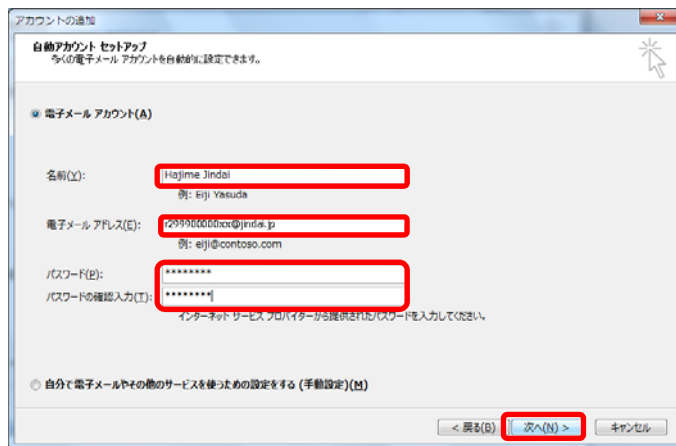 アカウントの追加
自動アカウント セットアップ
多くの電子メール アカウントを自動的に設定できます。
電子メール アカウント(A)
名前(Y):
Hajime Jindai
例: Eiji Yasuda
電子メール アドレス(E):
r299900000xx@jindai.jp
例: eiji@contoso.com
パスワード(P):
********
パスワードの確認入力(T):
********
インターネット サービス プロバイダーから提供されたパスワードを入力してください。
自分で電子メールやその他のサービスを使うための設定をする (手動設定)(M)
< 戻る(B)
次へ(N) >
キャンセル